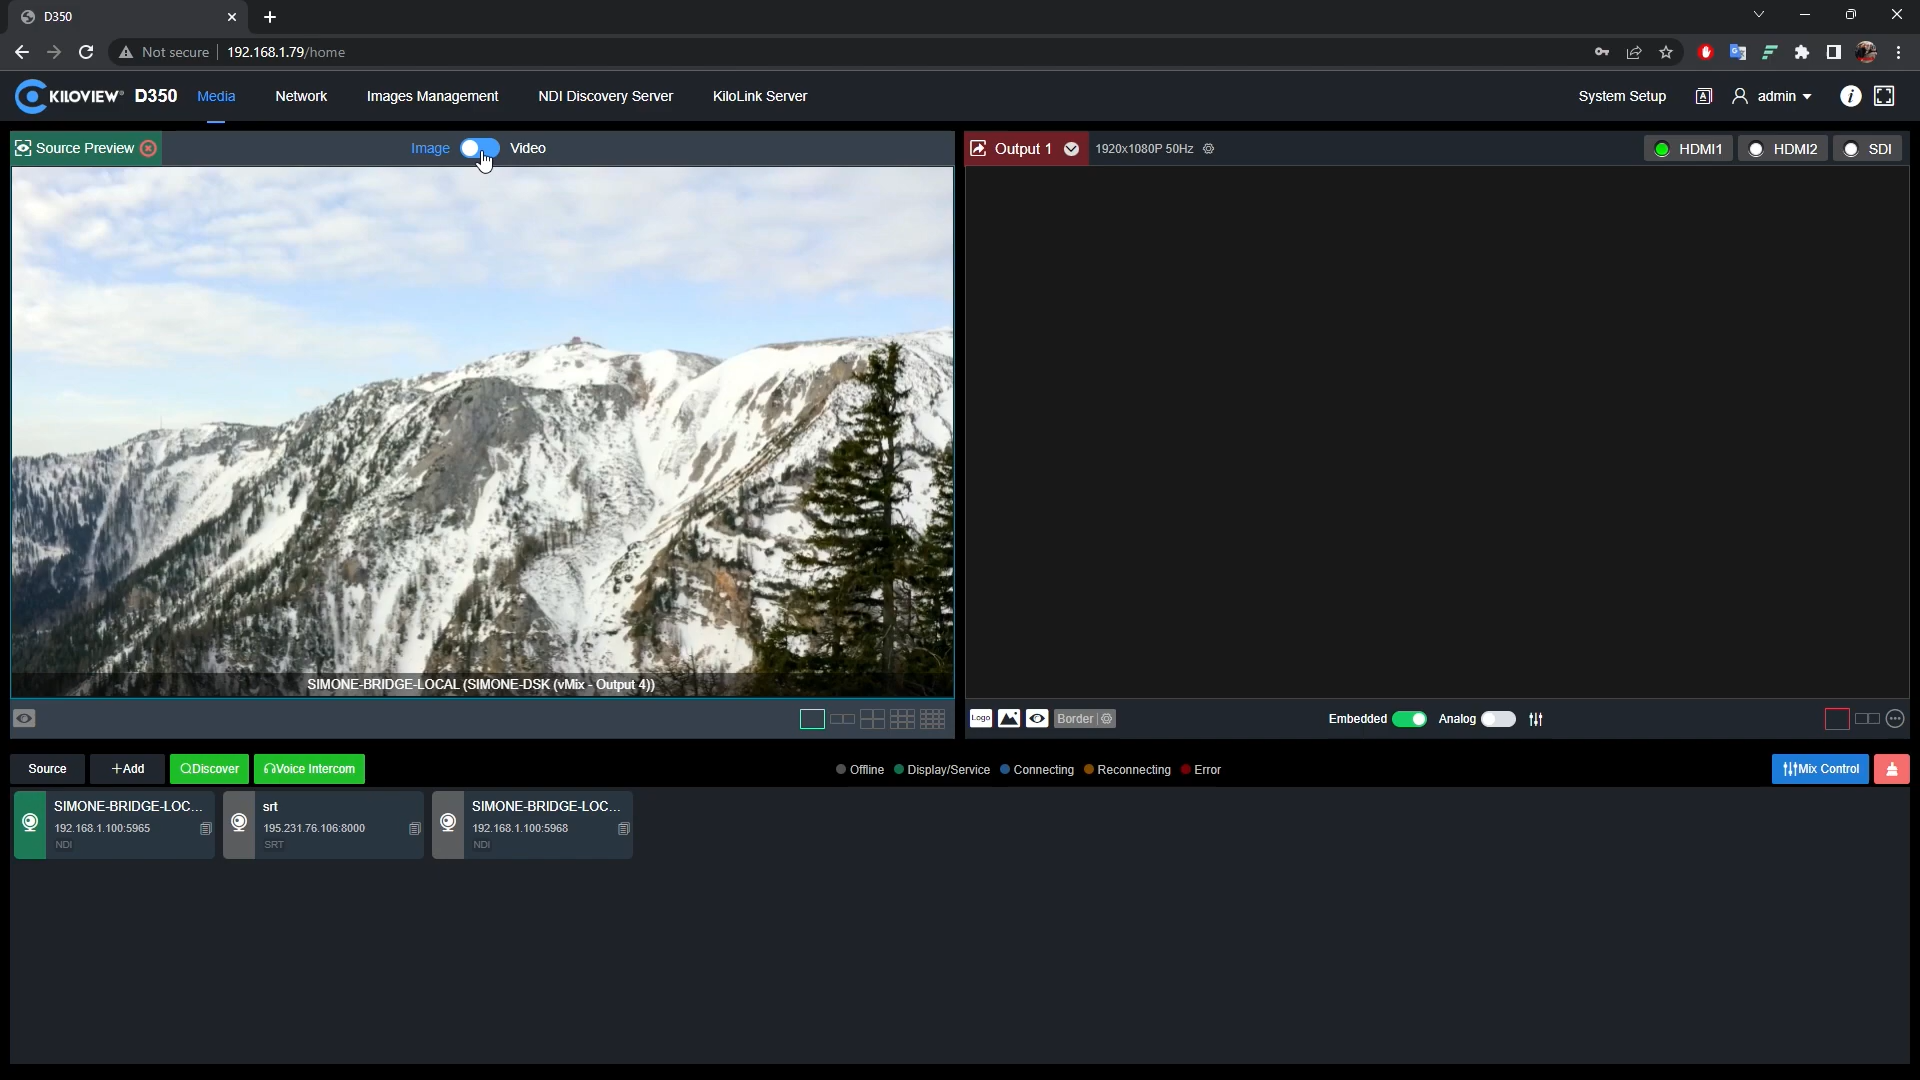 D350
Not secure 192.168.1.79/home
KILOVIEW D350 Media Network Images Management NDI Discovery Server KiloLink Server System Setup admin
Source Preview Image Video
Output 1 1920x1080P 50Hz HDMI1 HDMI2 SDI
SIMONE-BRIDGE-LOCAL (SIMONE-DSK (vMix - Output 4))
Logo Border Embedded Analog
Source +Add Discover Voice Intercom Offline Display/Service Connecting Reconnecting Error Mix Control
SIMONE-BRIDGE-LOC...
192.168.1.100:5965
NDI
srt
195.231.76.106:8000
SRT
SIMONE-BRIDGE-LOC...
192.168.1.100:5968
NDI